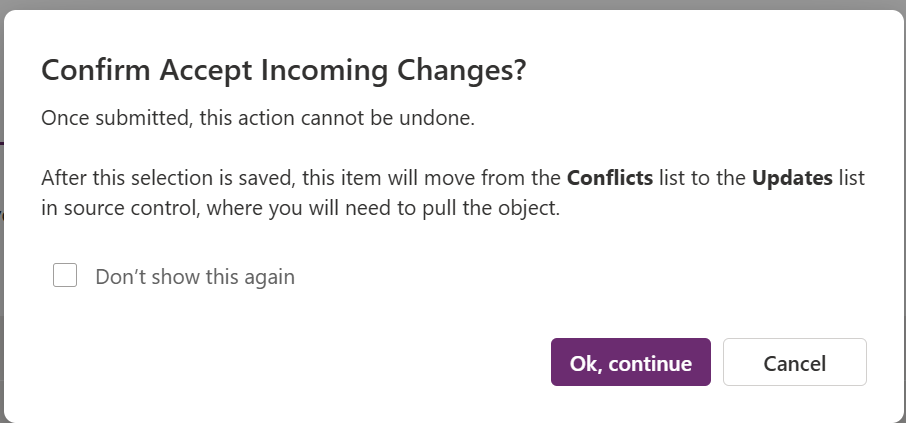 Confirm Accept Incoming Changes?
Once submitted, this action cannot be undone.
After this selection is saved, this item will move from the Conflicts list to the Updates list
in source control, where you will need to pull the object.
Don’t show this again
Ok, continue
Cancel